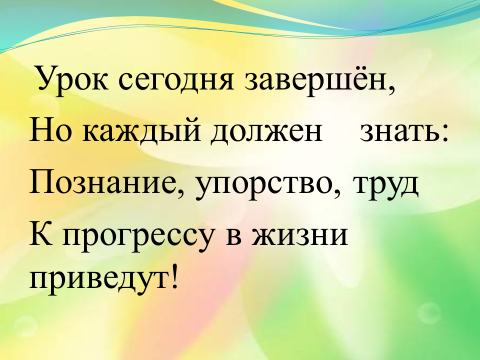 Урок сегодня завершён,
Но каждый должен знать:
Познание, упорство, труд
К прогрессу в жизни
приведут!